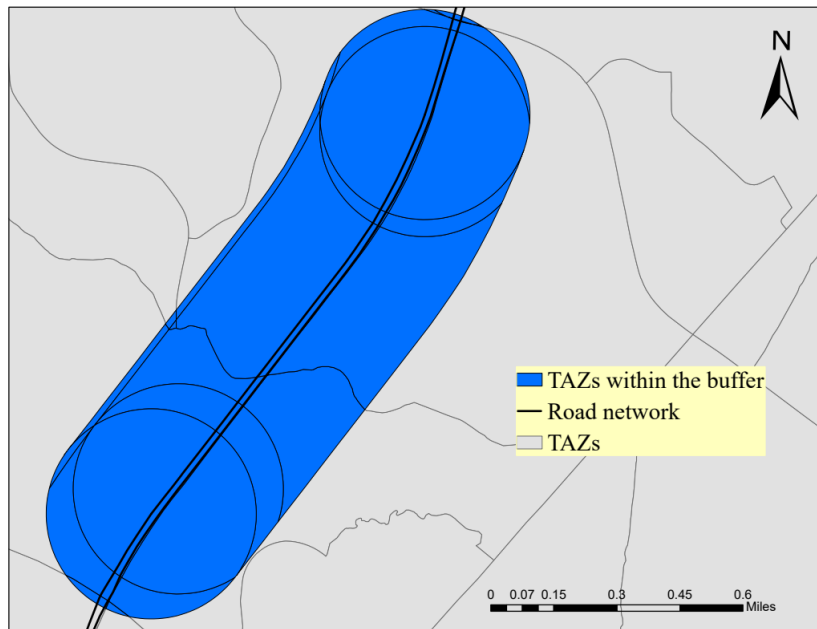 N
TAZs within the buffer
Road network
TAZs
0 0.07 0.15 0.3 0.45 0.6
Miles